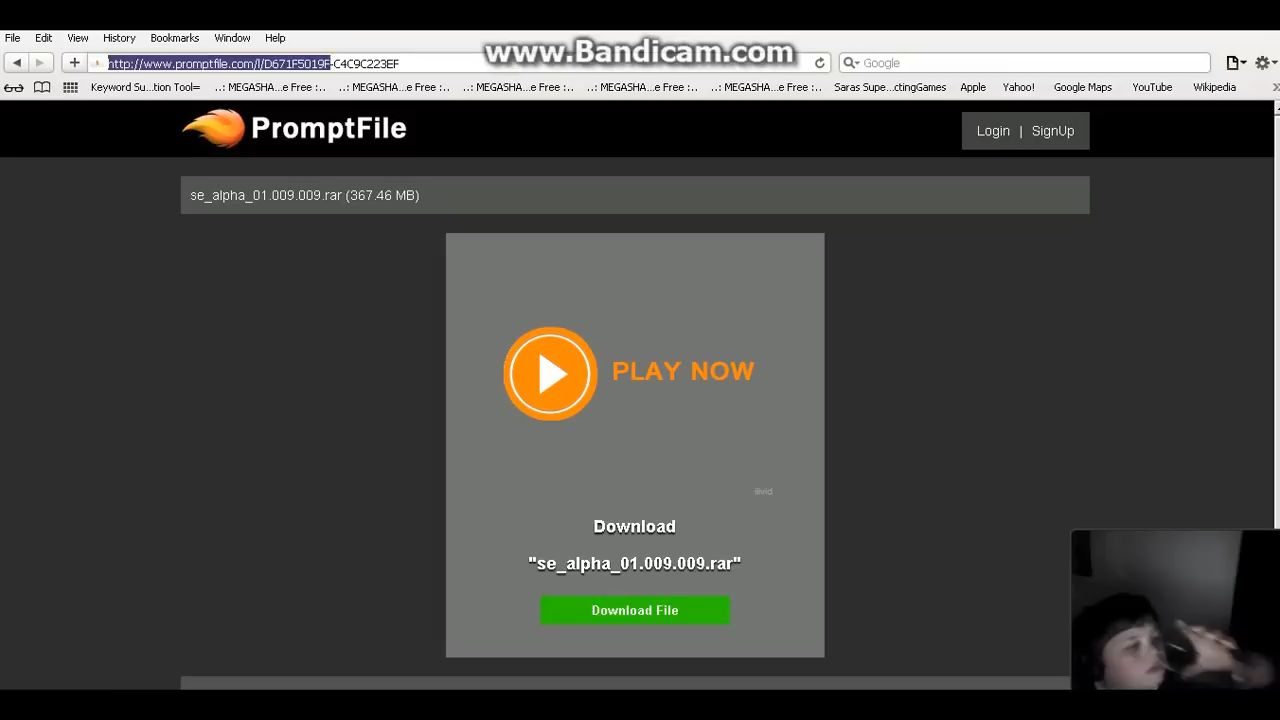 File Edit View History Bookmarks Window Help
www.Bandicam.com
http://www.promptfile.com/l/D671F5019F-C4C9C223EF
Google
Keyword Su...tion Tool= ..: MEGASHA...e Free :.. ..: MEGASHA...e Free :.. ..: MEGASHA...e Free :.. ..: MEGASHA...e Free :.. ..: MEGASHA...e Free :.. Saras Supe...ctingGames Apple Yahoo! Google Maps YouTube Wikipedia
PromptFile
Login | SignUp
se_alpha_01.009.009.rar (367.46 MB)
PLAY NOW
Download
"se_alpha_01.009.009.rar"
Download File